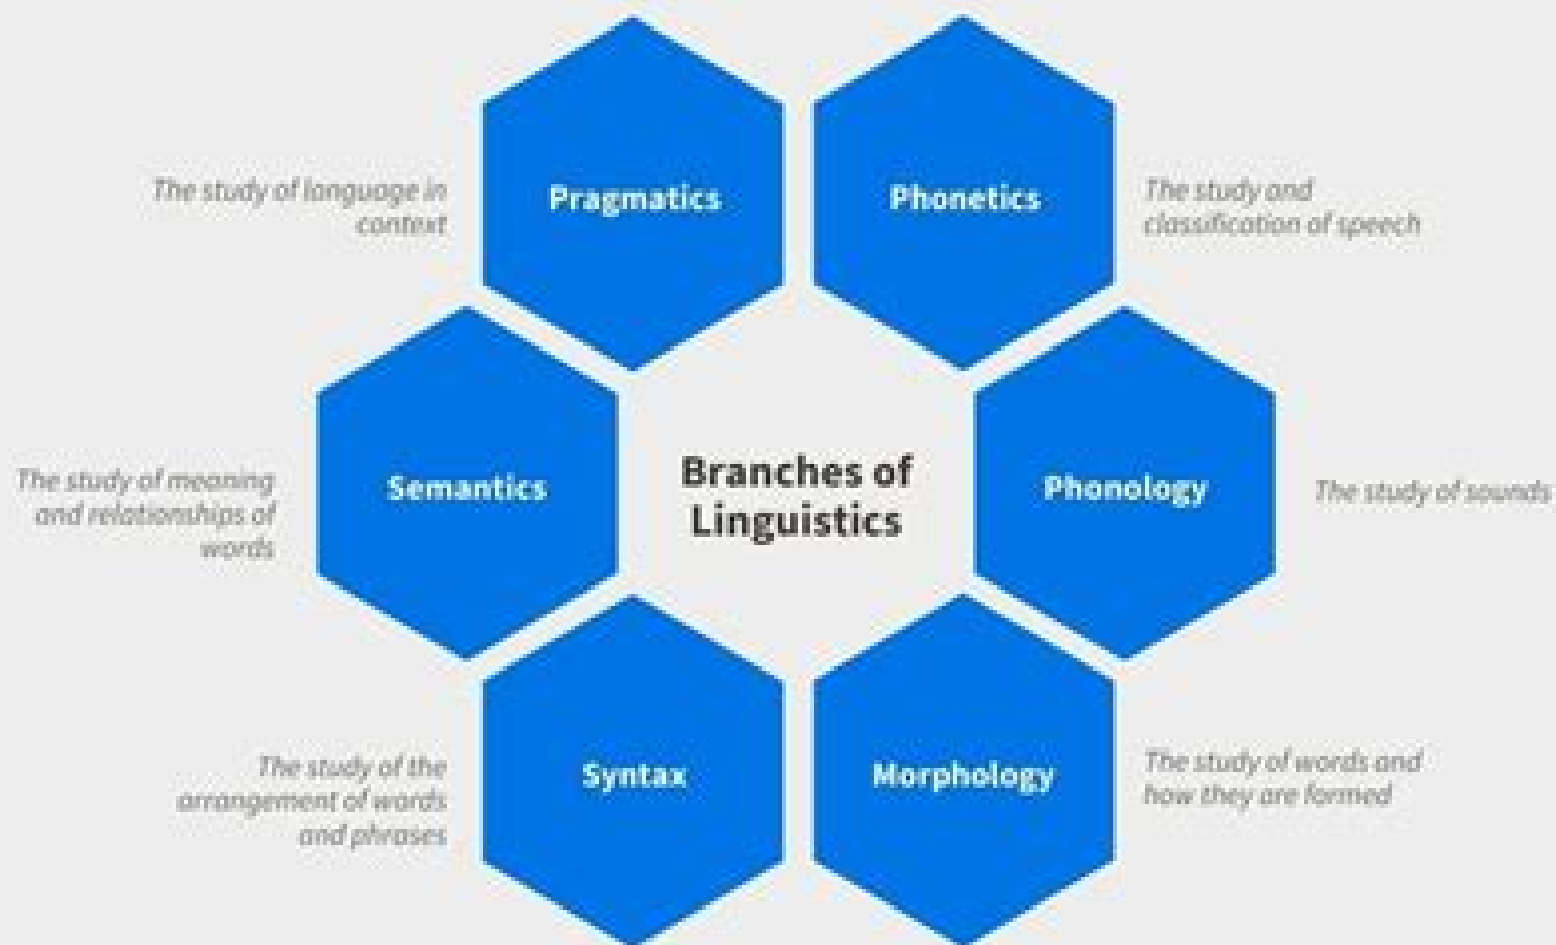 Pragmatics
The study of language in
context
Phonetics
The study and
classification of speech
Semantics
The study of meaning
and relationships of
words
Branches of
Linguistics
Phonology
The study of sounds
Syntax
The study of the
arrangement of words
and phrases
Morphology
The study of words and
how they are formed